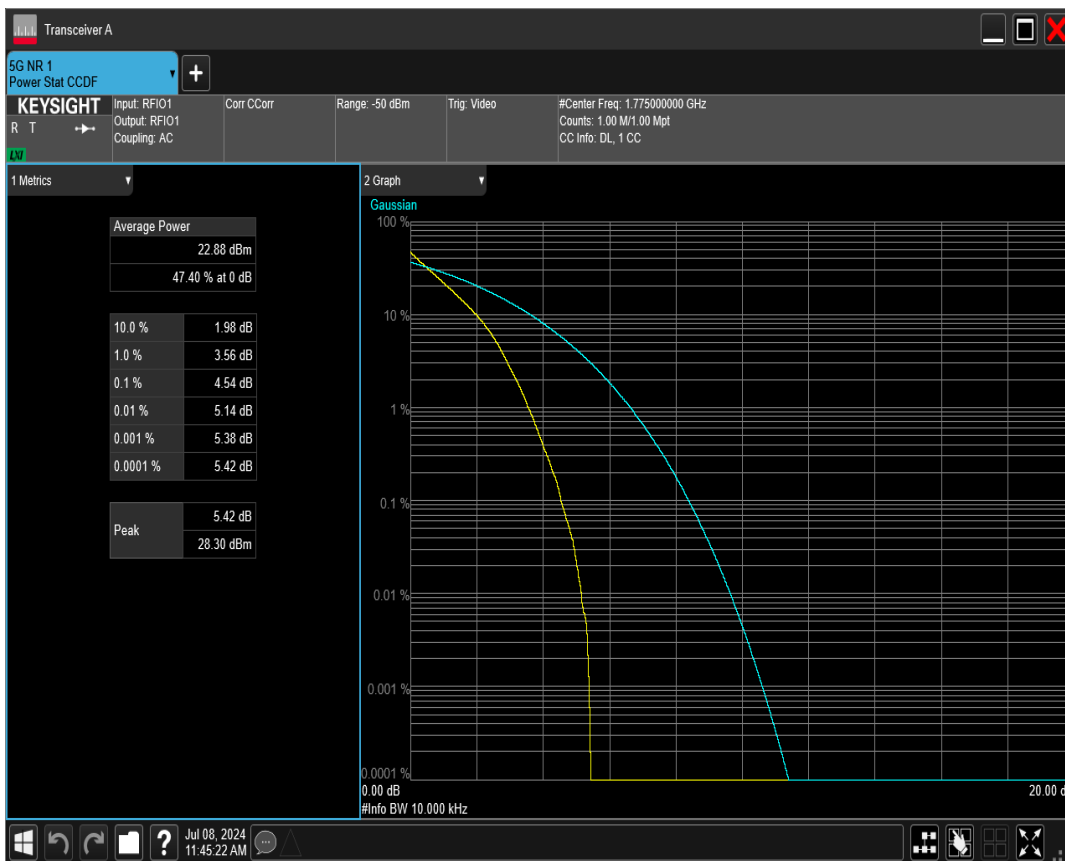 Transceiver A
5G NR 1
Power Stat CCDF
+
KEYSIGHT
R T
LXI
Input: RFIO1
Output: RFIO1
Coupling: AC
Corr CCorr
Range: -50 dBm
Trig: Video
#Center Freq: 1.775000000 GHz
Counts: 1.00 M/1.00 Mpt
CC Info: DL, 1 CC
1 Metrics
Average Power
22.88 dBm
47.40 % at 0 dB
10.0 % 1.98 dB
1.0 % 3.56 dB
0.1 % 4.54 dB
0.01 % 5.14 dB
0.001 % 5.38 dB
0.0001 % 5.42 dB
Peak 5.42 dB
28.30 dBm
2 Graph
Gaussian
100 %
10 %
1 %
0.1 %
0.01 %
0.001 %
0.0001 %
0.00 dB 20.00 d
#Info BW 10.000 kHz
?
Jul 08, 2024
11:45:22 AM